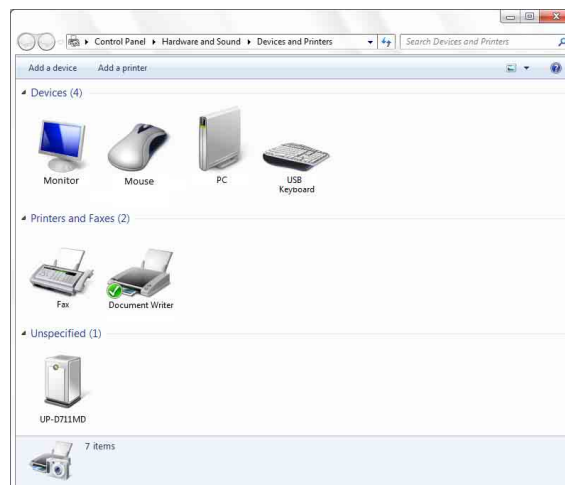 Control Panel Hardware and Sound Devices and Printers Search Devices and Printers
Add a device Add a printer
Devices (4)
Monitor Mouse PC USB
Keyboard
Printers and Faxes (2)
Fax Document Writer
Unspecified (1)
UP-D711MD
7 items